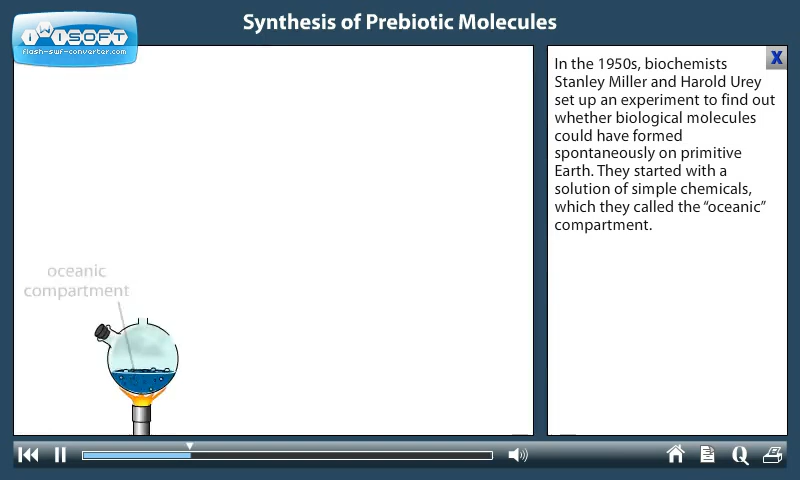 Synthesis of Prebiotic Molecules
iWiSOFT
flash-swf-converter.com
X
In the 1950s, biochemists
Stanley Miller and Harold Urey
set up an experiment to find out
whether biological molecules
could have formed
spontaneously on primitive
Earth. They started with a
solution of simple chemicals,
which they called the “oceanic”
compartment.
oceanic
compartment
Q